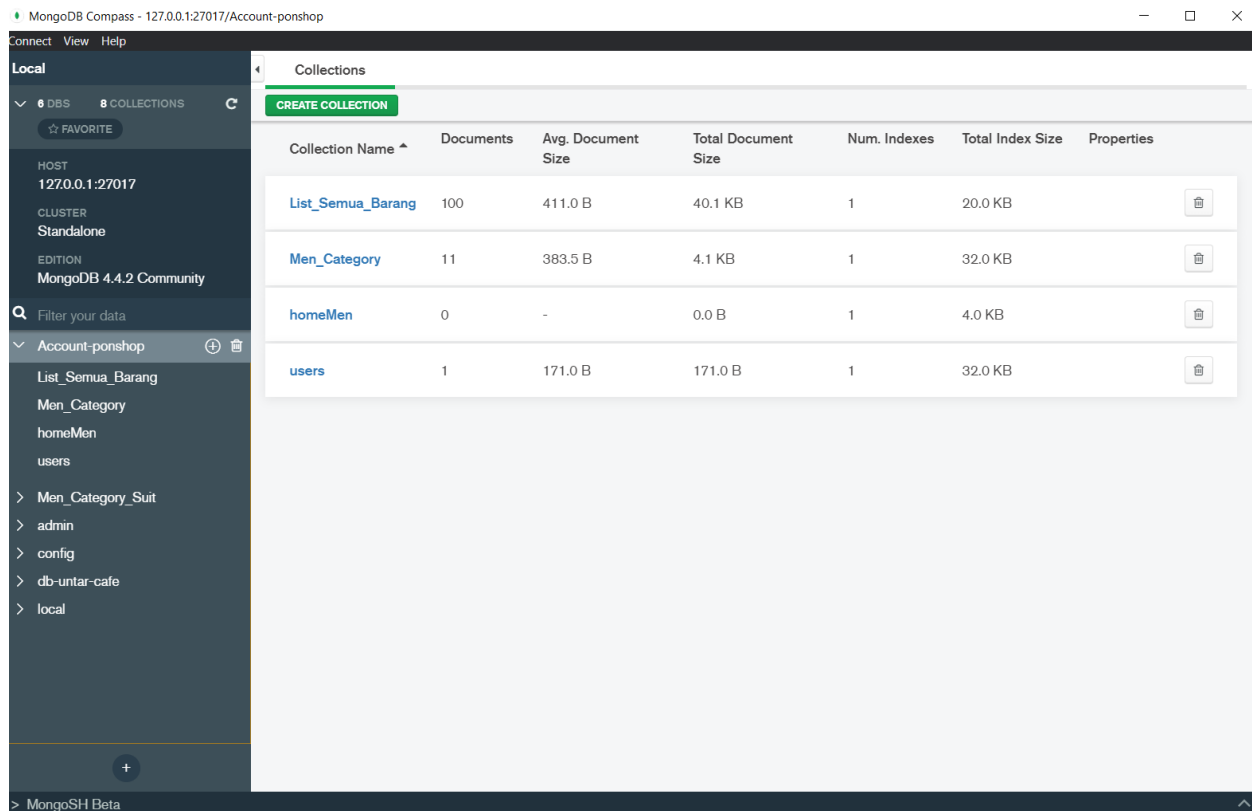 MongoDB Compass - 127.0.0.1:27017/Account-ponshop
Connect View Help
Local
6 DBS 8 COLLECTIONS
FAVORITE
HOST
127.0.0.1:27017
CLUSTER
Standalone
EDITION
MongoDB 4.4.2 Community
Filter your data
Account-ponshop
List_Semua_Barang
Men_Category
homeMen
users
Men_Category_Suit
admin
config
db-untar-cafe
local
+
> MongoSH Beta
Collections
CREATE COLLECTION
Collection Name Documents Avg. Document Size Total Document Size Num. Indexes Total Index Size Properties
List_Semua_Barang 100 411.0 B 40.1 KB 1 20.0 KB
Men_Category 11 383.5 B 4.1 KB 1 32.0 KB
homeMen 0 - 0.0 B 1 4.0 KB
users 1 171.0 B 171.0 B 1 32.0 KB